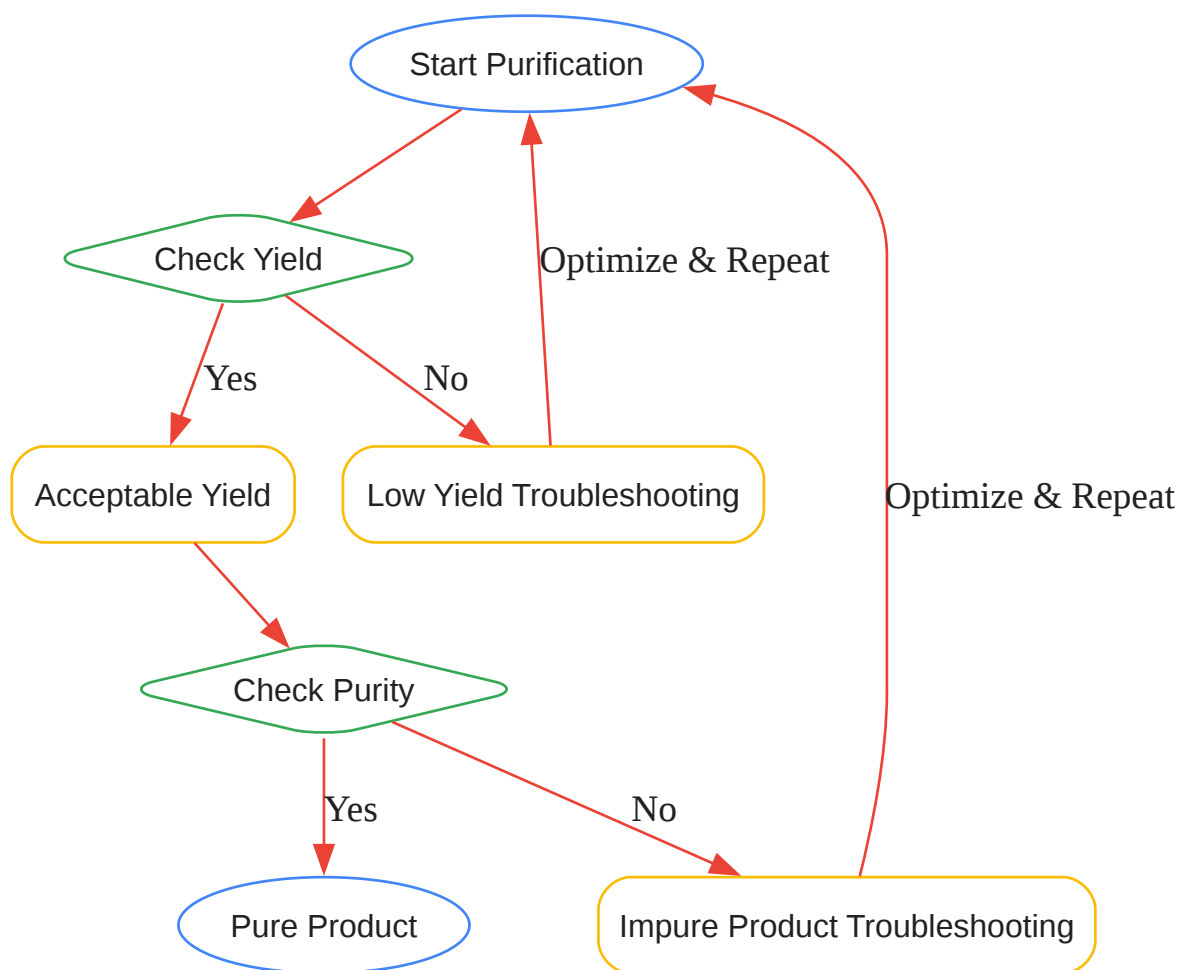 Start Purification
Check Yield
Optimize & Repeat
Yes
No
Acceptable Yield
Low Yield Troubleshooting
Optimize & Repeat
Check Purity
Yes
No
Pure Product
Impure Product Troubleshooting